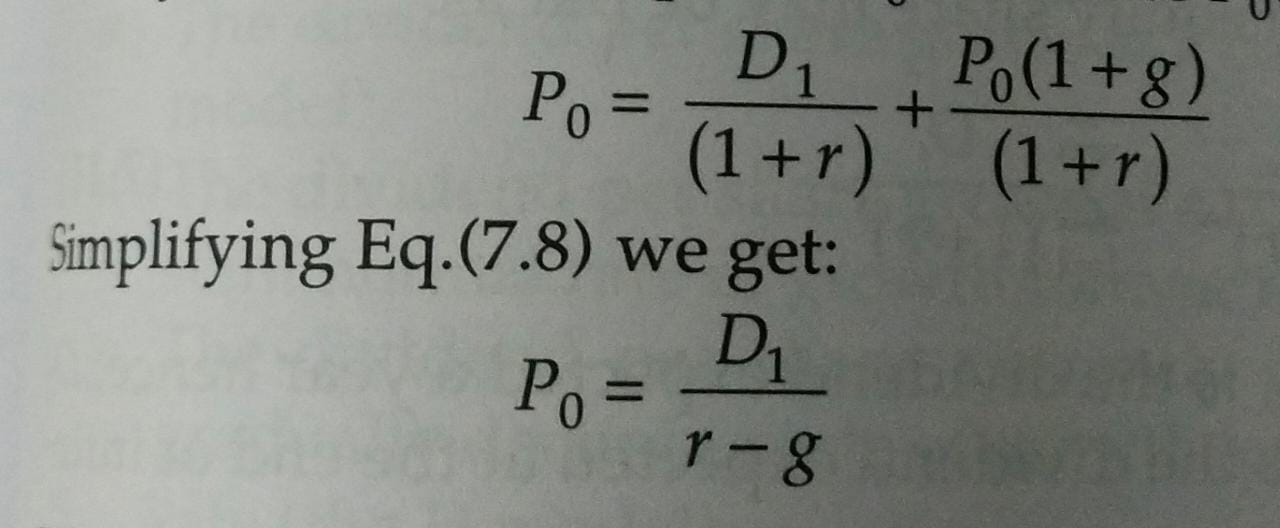 P₀ = D₁/(1+r) + P₀(1+g)/(1+r)
Simplifying Eq.(7.8) we get:
P₀ = D₁/r−g